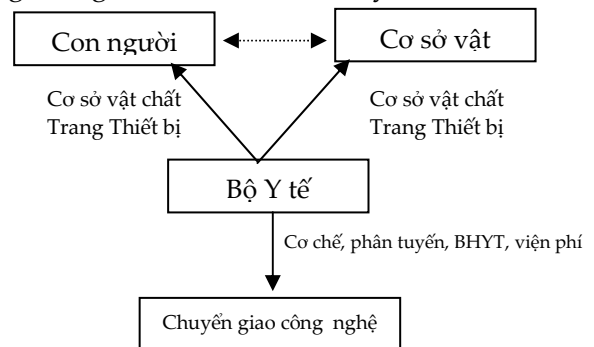 Con người
Cơ sở vật
Cơ sở vật chất
Trang Thiết bị
Cơ sở vật chất
Trang Thiết bị
Bộ Y tế
Cơ chế, phân tuyến, BHYT, viện phí
Chuyển giao công nghệ